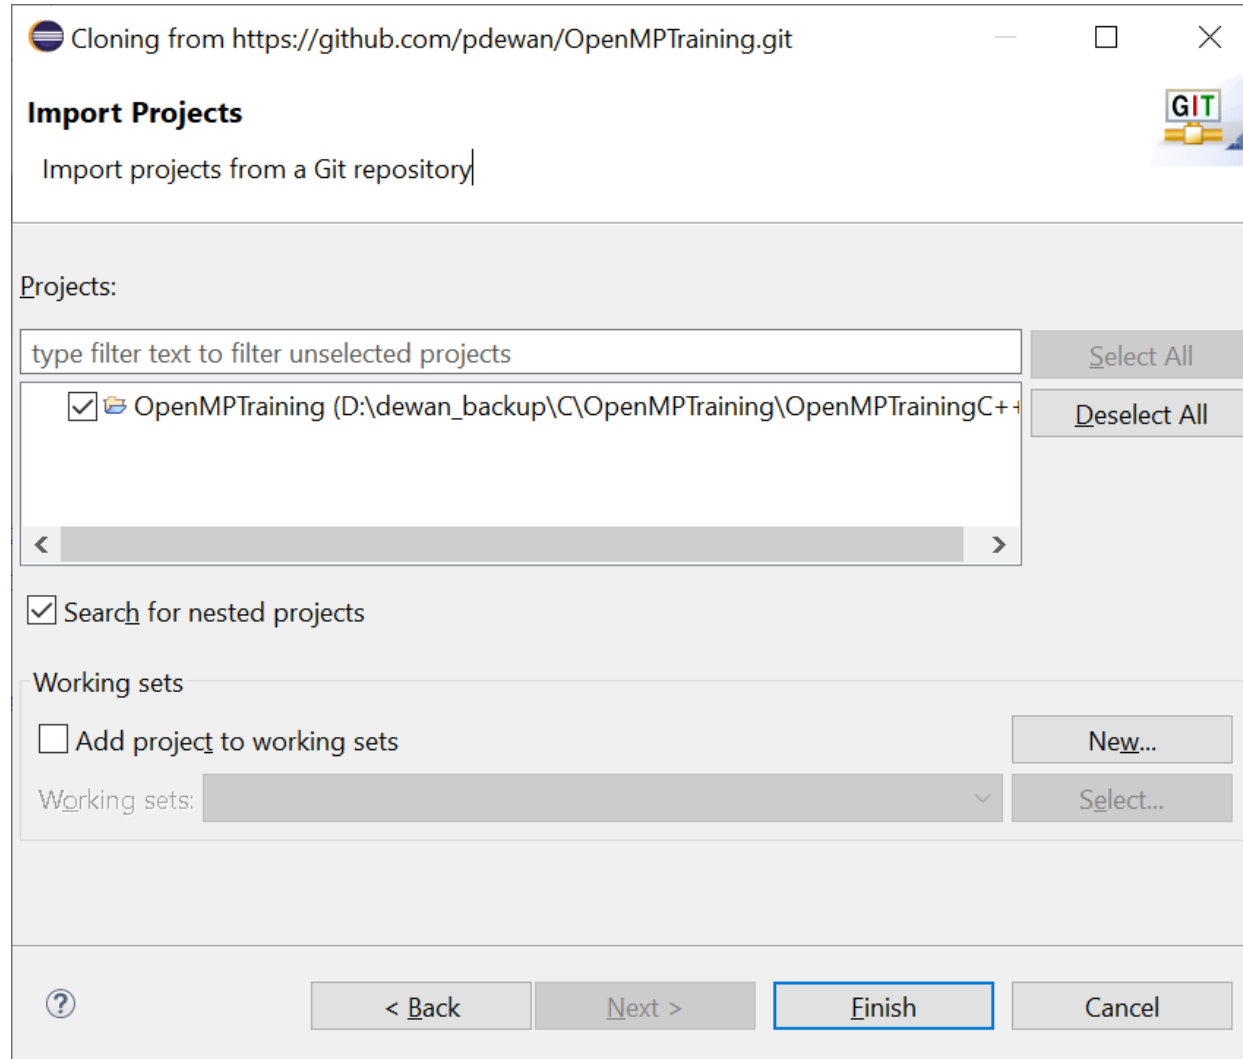 Cloning from https://github.com/pdewan/OpenMPTraining.git
Import Projects
GIT
Import projects from a Git repository
Projects:
type filter text to filter unselected projects
Select All
OpenMPTraining (D:\dewan_backup\C\OpenMPTraining\OpenMPTrainingC++
Deselect All
Search for nested projects
Working sets
Add project to working sets
New...
Working sets:
Select...
?
< Back
Next >
Finish
Cancel